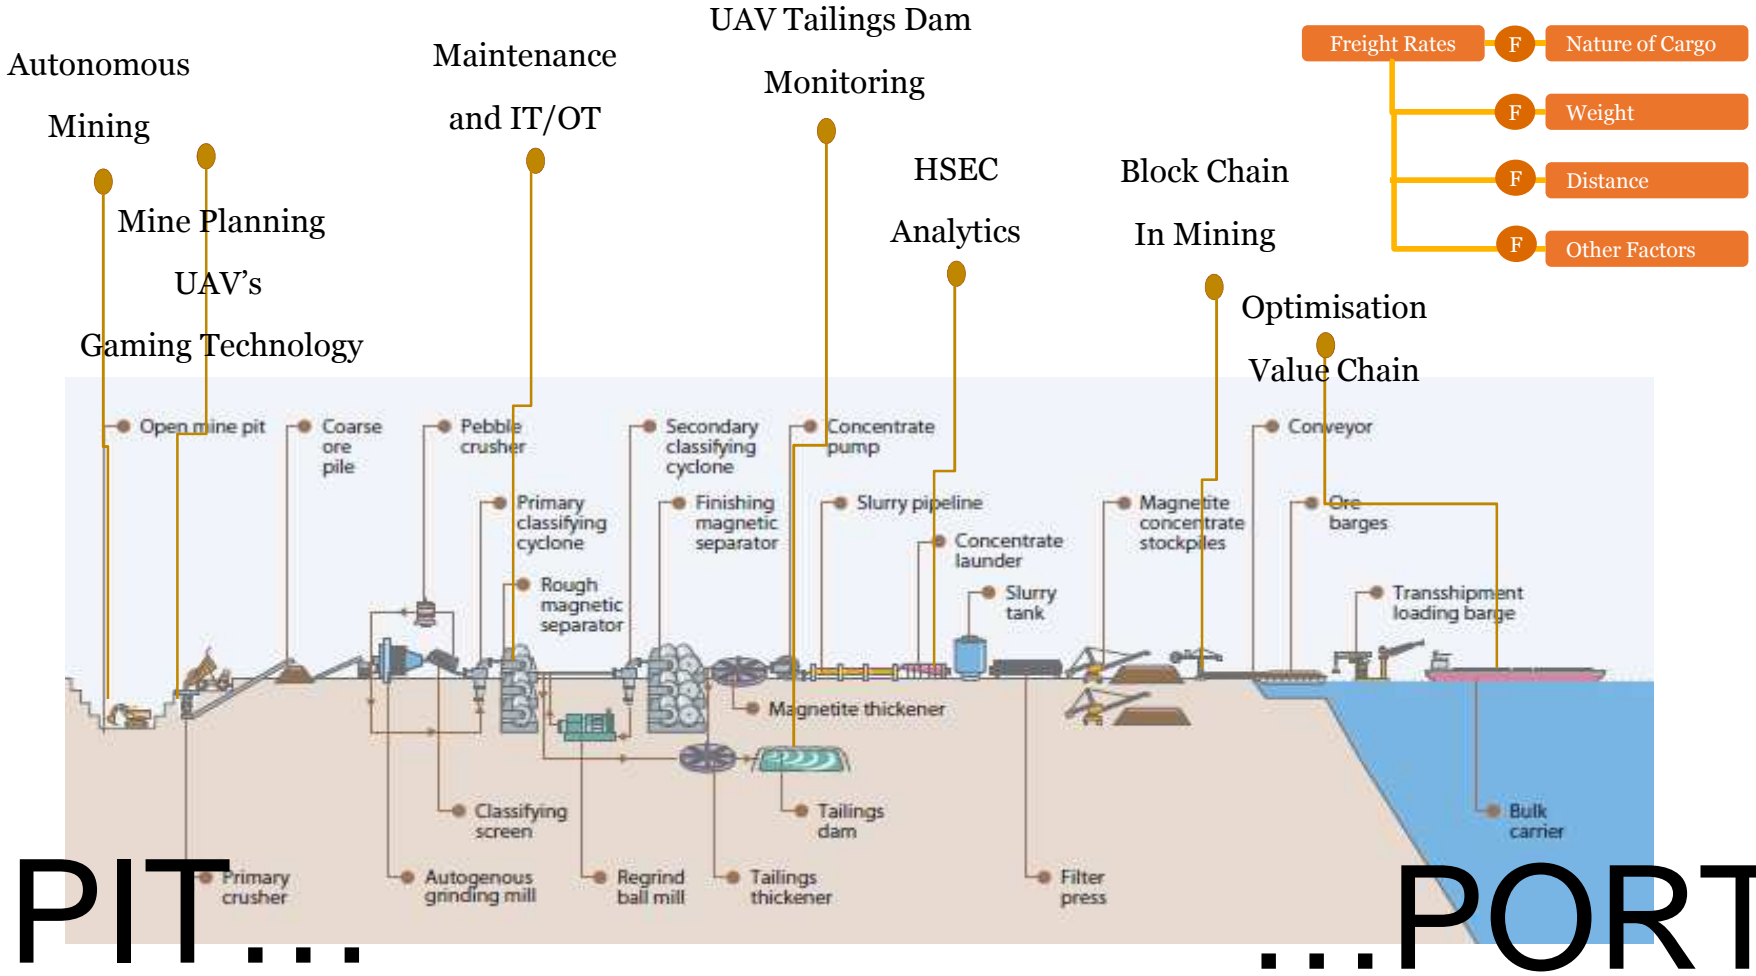 UAV Tailings Dam
Monitoring
Autonomous
Mining
Maintenance
and IT/OT
Freight Rates
F
Nature of Cargo
F
Weight
F
Distance
F
Other Factors
HSEC
Analytics
Block Chain
In Mining
Mine Planning
UAV’s
Gaming Technology
Optimisation
Value Chain
Open mine pit
Coarse
ore
pile
Pebble
crusher
Secondary
classifying
cyclone
Concentrate
pump
Conveyor
Primary
classifying
cyclone
Finishing
magnetic
separator
Slurry pipeline
Magnetite
concentrate
stockpiles
Ore
barges
Concentrate
launder
Rough
magnetic
separator
Slurry
tank
Transshipment
loading barge
Magnetite thickener
Classifying
screen
Tailings
dam
Bulk
carrier
Primary
crusher
Autogenous
grinding mill
Regrind
ball mill
Tailings
thickener
Filter
press
PIT...
...PORT